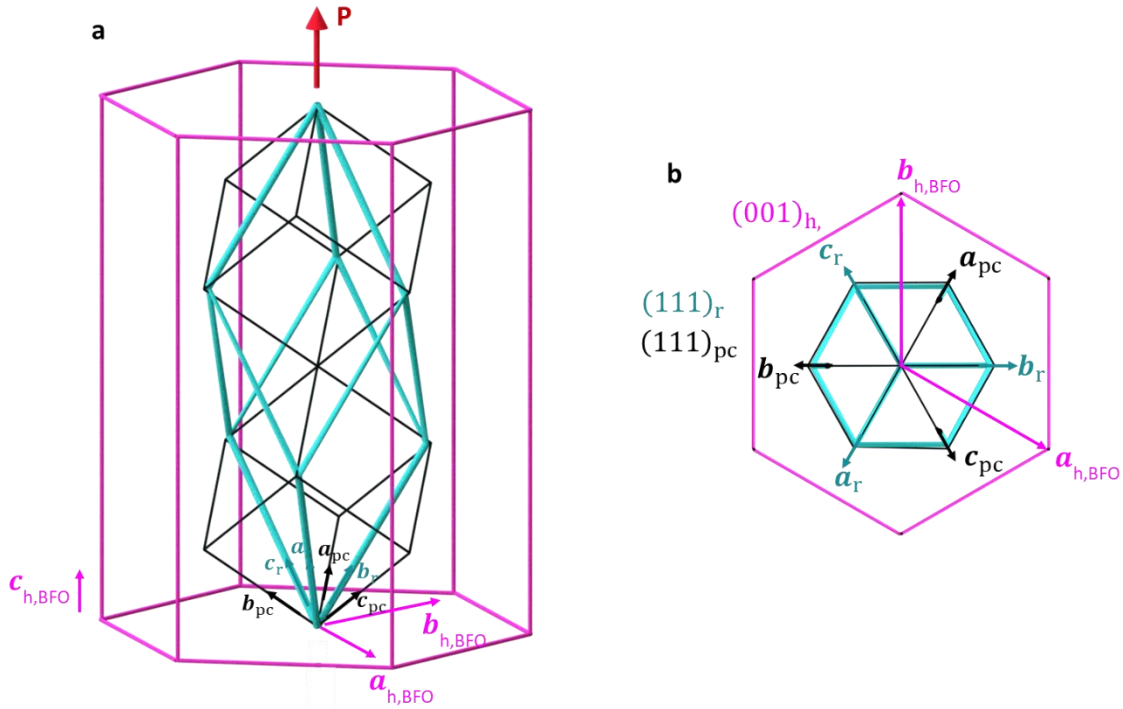 a
P
a
c_r
a_pc
b_r
b_pc
c_pc
c_h,BFO
b_h,BFO
a_h,BFO
b
b_h,BFO
(001)_h,
c_r
a_pc
(111)_r
(111)_pc
b_pc
b_r
a_r
c_pc
a_h,BFO